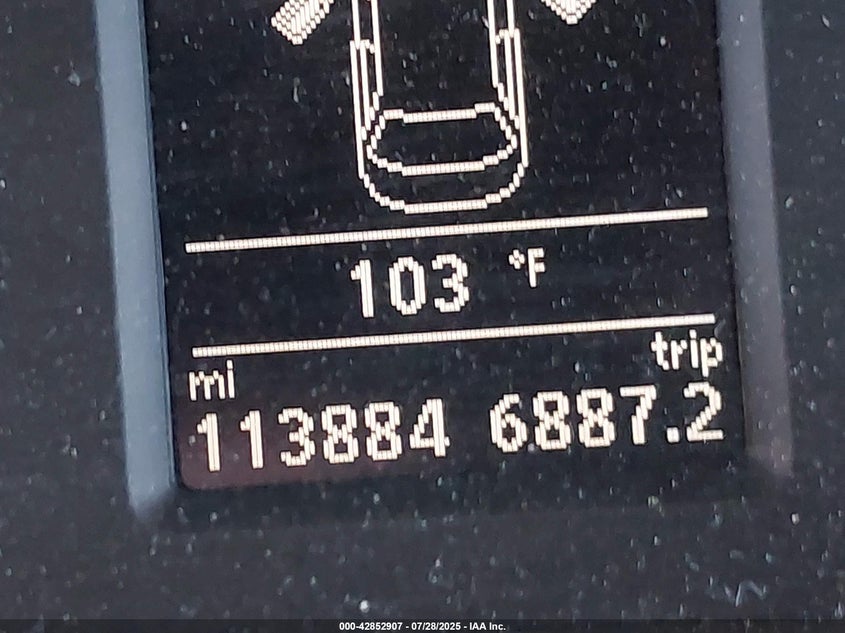 103 °F
trip
mi
113884 6887.2
000-42852907 - 07/28/2025 - IAA Inc.